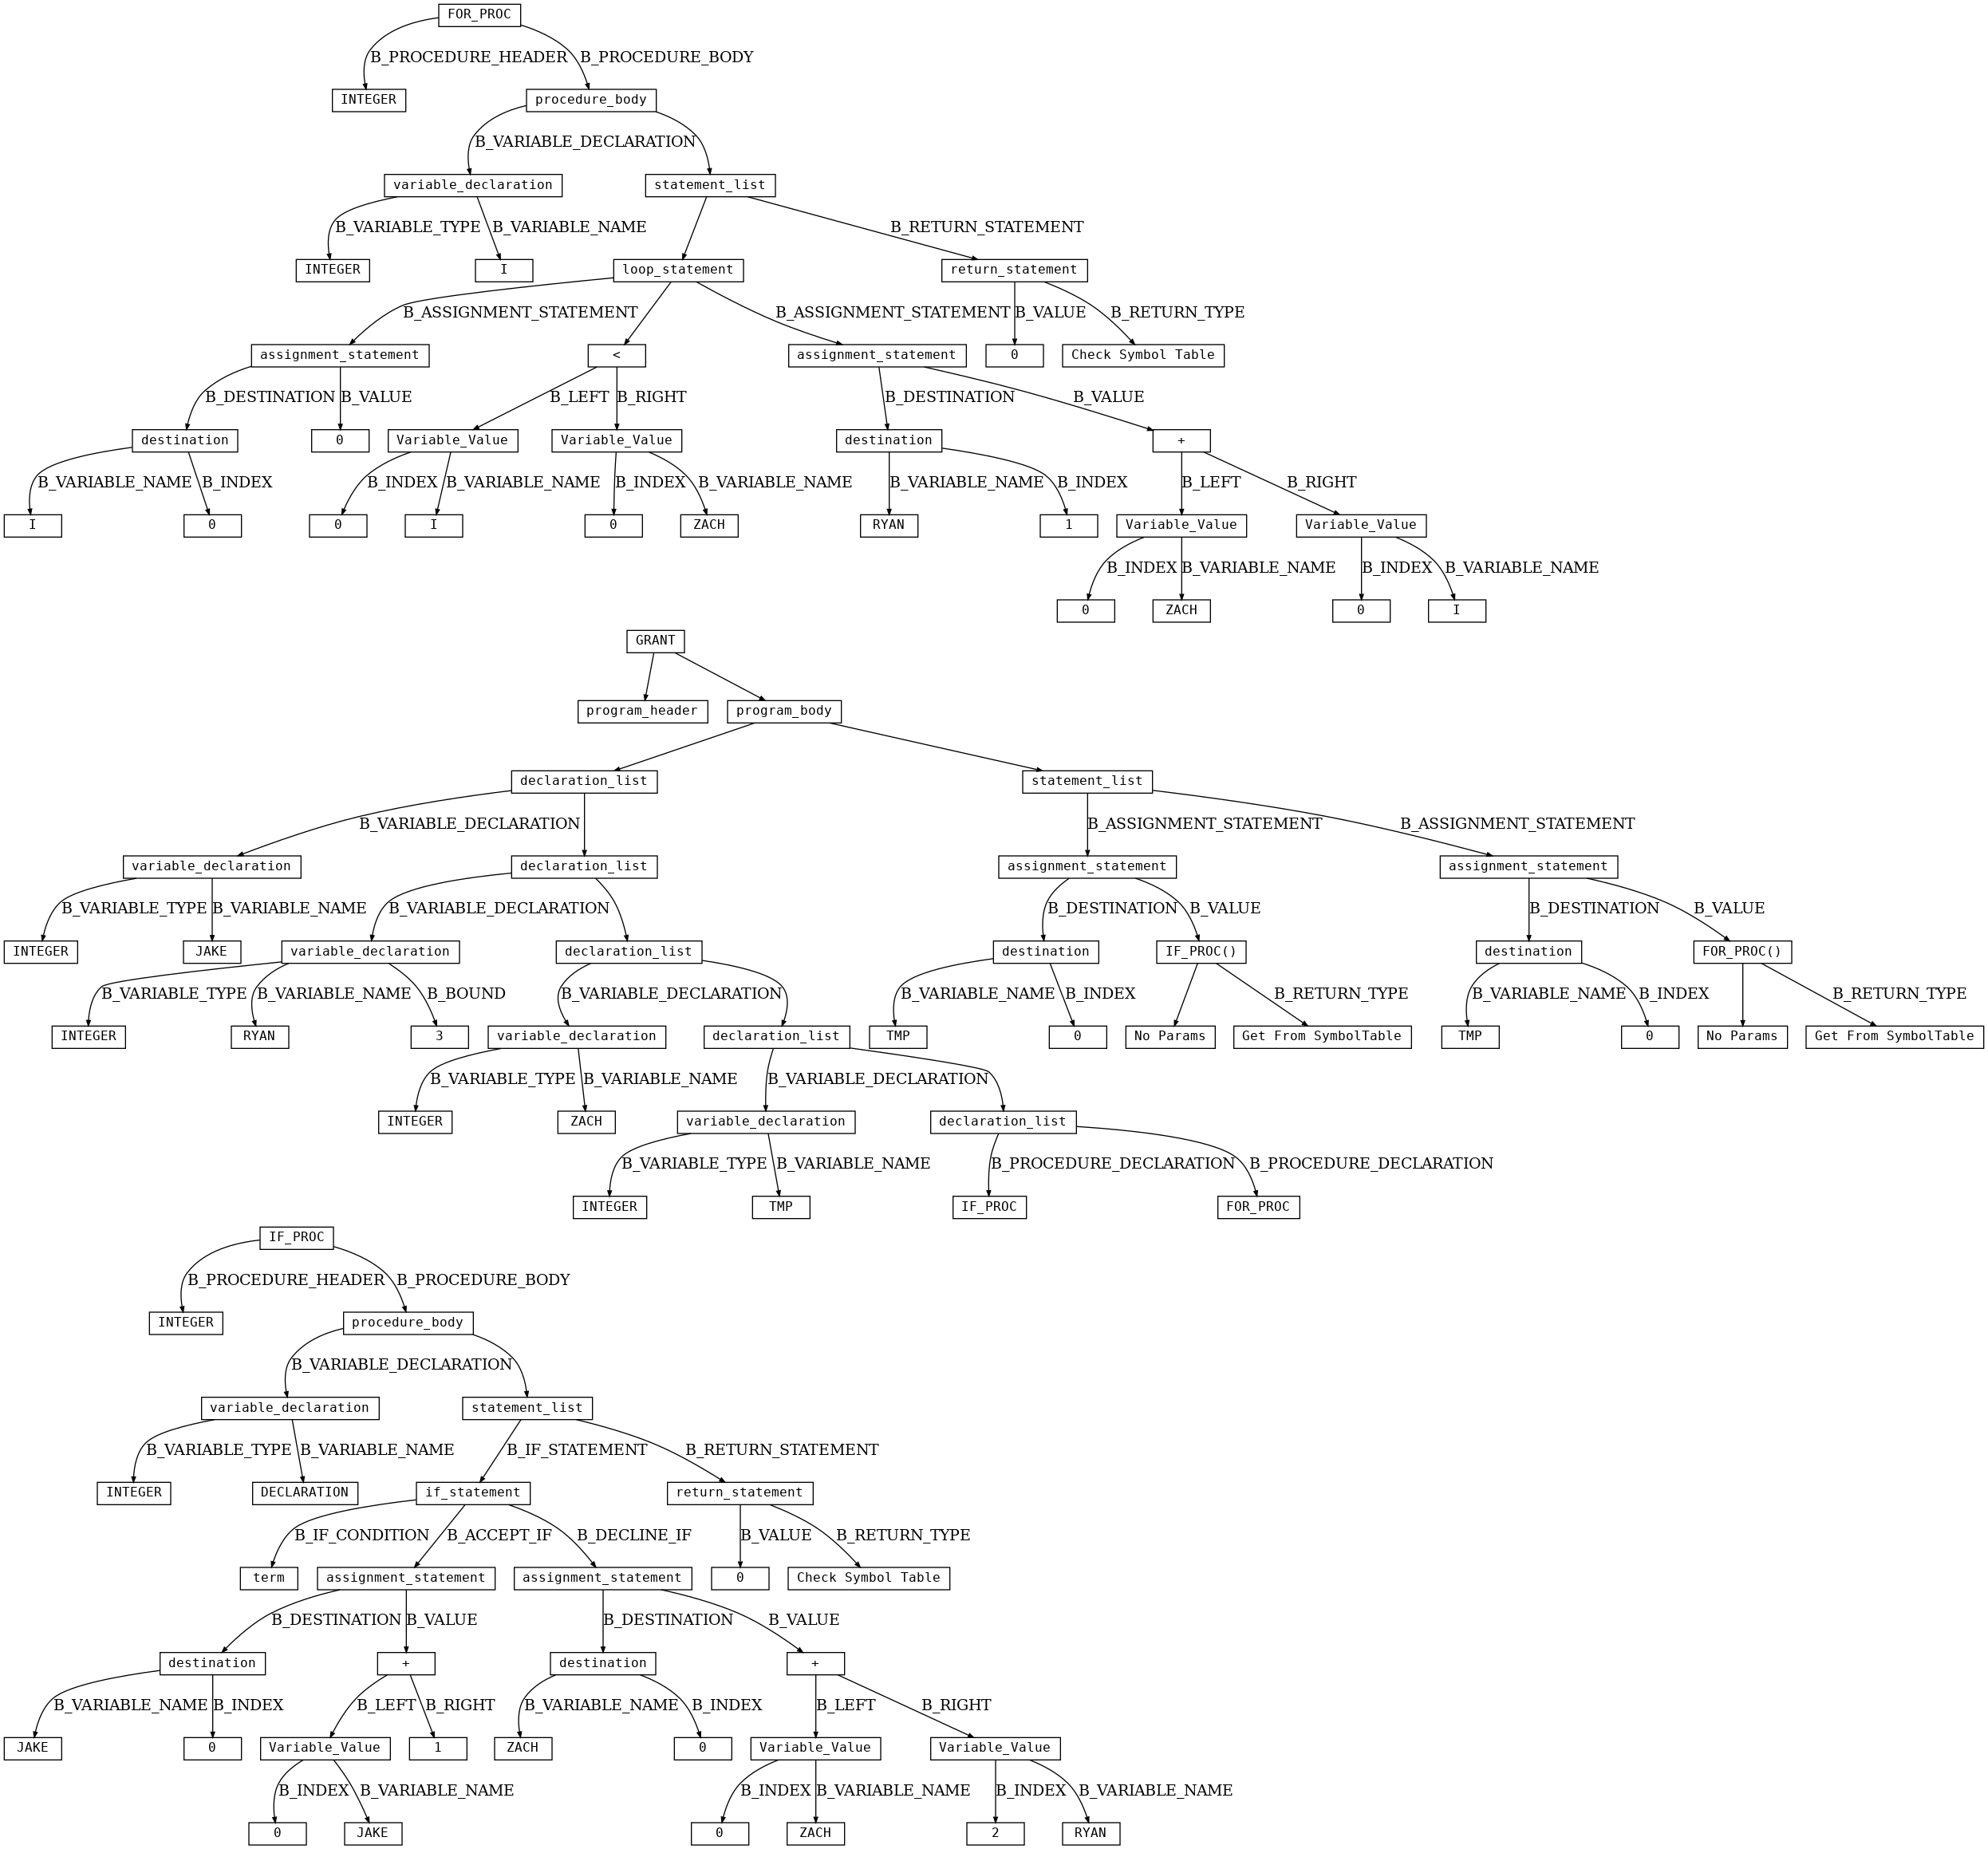 FOR_PROC
B_PROCEDURE_HEADER B_PROCEDURE_BODY
INTEGER procedure_body
B_VARIABLE_DECLARATION
variable_declaration statement_list
B_VARIABLE_TYPE B_VARIABLE_NAME B_RETURN_STATEMENT
INTEGER I loop_statement return_statement
B_ASSIGNMENT_STATEMENT B_ASSIGNMENT_STATEMENT B_VALUE B_RETURN_TYPE
assignment_statement < assignment_statement 0 Check Symbol Table
B_DESTINATION B_VALUE B_LEFT B_RIGHT B_DESTINATION B_VALUE
destination 0 Variable_Value Variable_Value destination +
B_VARIABLE_NAME B_INDEX B_INDEX B_VARIABLE_NAME B_INDEX B_VARIABLE_NAME B_VARIABLE_NAME B_INDEX B_LEFT B_RIGHT
I 0 0 I 0 ZACH RYAN 1 Variable_Value Variable_Value
B_INDEX B_VARIABLE_NAME B_INDEX B_VARIABLE_NAME
0 ZACH 0 I
GRANT
program_header program_body
declaration_list statement_list
B_VARIABLE_DECLARATION B_ASSIGNMENT_STATEMENT B_ASSIGNMENT_STATEMENT
variable_declaration declaration_list assignment_statement assignment_statement
B_VARIABLE_TYPE B_VARIABLE_NAME B_VARIABLE_DECLARATION B_DESTINATION B_VALUE B_DESTINATION B_VALUE
INTEGER JAKE variable_declaration declaration_list destination IF_PROC() destination FOR_PROC()
B_VARIABLE_TYPE B_VARIABLE_NAME B_BOUND B_VARIABLE_DECLARATION B_VARIABLE_NAME B_INDEX B_RETURN_TYPE B_VARIABLE_NAME B_INDEX B_RETURN_TYPE
INTEGER RYAN 3 variable_declaration declaration_list TMP 0 No Params Get From SymbolTable TMP 0 No Params Get From SymbolTable
B_VARIABLE_TYPE B_VARIABLE_NAME B_VARIABLE_DECLARATION
INTEGER ZACH variable_declaration declaration_list
B_VARIABLE_TYPE B_VARIABLE_NAME B_PROCEDURE_DECLARATION B_PROCEDURE_DECLARATION
INTEGER TMP IF_PROC FOR_PROC
IF_PROC
B_PROCEDURE_HEADER B_PROCEDURE_BODY
INTEGER procedure_body
B_VARIABLE_DECLARATION
variable_declaration statement_list
B_VARIABLE_TYPE B_VARIABLE_NAME B_IF_STATEMENT B_RETURN_STATEMENT
INTEGER DECLARATION if_statement return_statement
B_IF_CONDITION B_ACCEPT_IF B_DECLINE_IF B_VALUE B_RETURN_TYPE
term assignment_statement assignment_statement 0 Check Symbol Table
B_DESTINATION B_VALUE B_DESTINATION B_VALUE
destination + destination +
B_VARIABLE_NAME B_INDEX B_LEFT B_RIGHT B_VARIABLE_NAME B_INDEX B_LEFT B_RIGHT
JAKE 0 Variable_Value 1 ZACH 0 Variable_Value Variable_Value
B_INDEX B_VARIABLE_NAME B_INDEX B_VARIABLE_NAME B_INDEX B_VARIABLE_NAME
0 JAKE 0 ZACH 2 RYAN